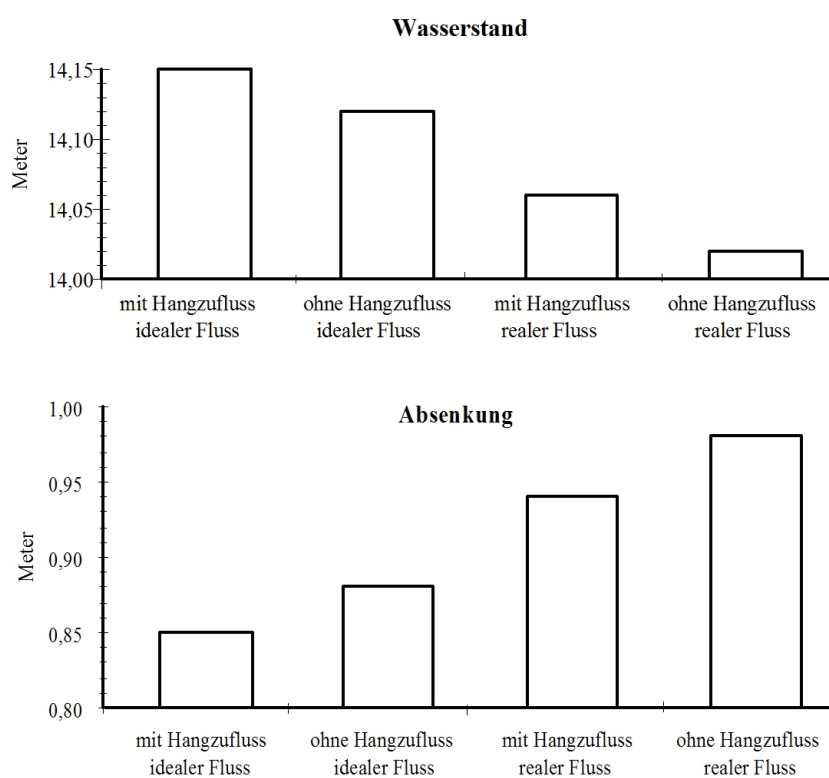 Wasserstand
14,15
14,10
14,05
14,00
Meter
mit Hangzufluss
idealer Fluss
ohne Hangzufluss
idealer Fluss
mit Hangzufluss
realer Fluss
ohne Hangzufluss
realer Fluss
Absenkung
1,00
0,95
0,90
0,85
0,80
Meter
mit Hangzufluss
idealer Fluss
ohne Hangzufluss
idealer Fluss
mit Hangzufluss
realer Fluss
ohne Hangzufluss
realer Fluss